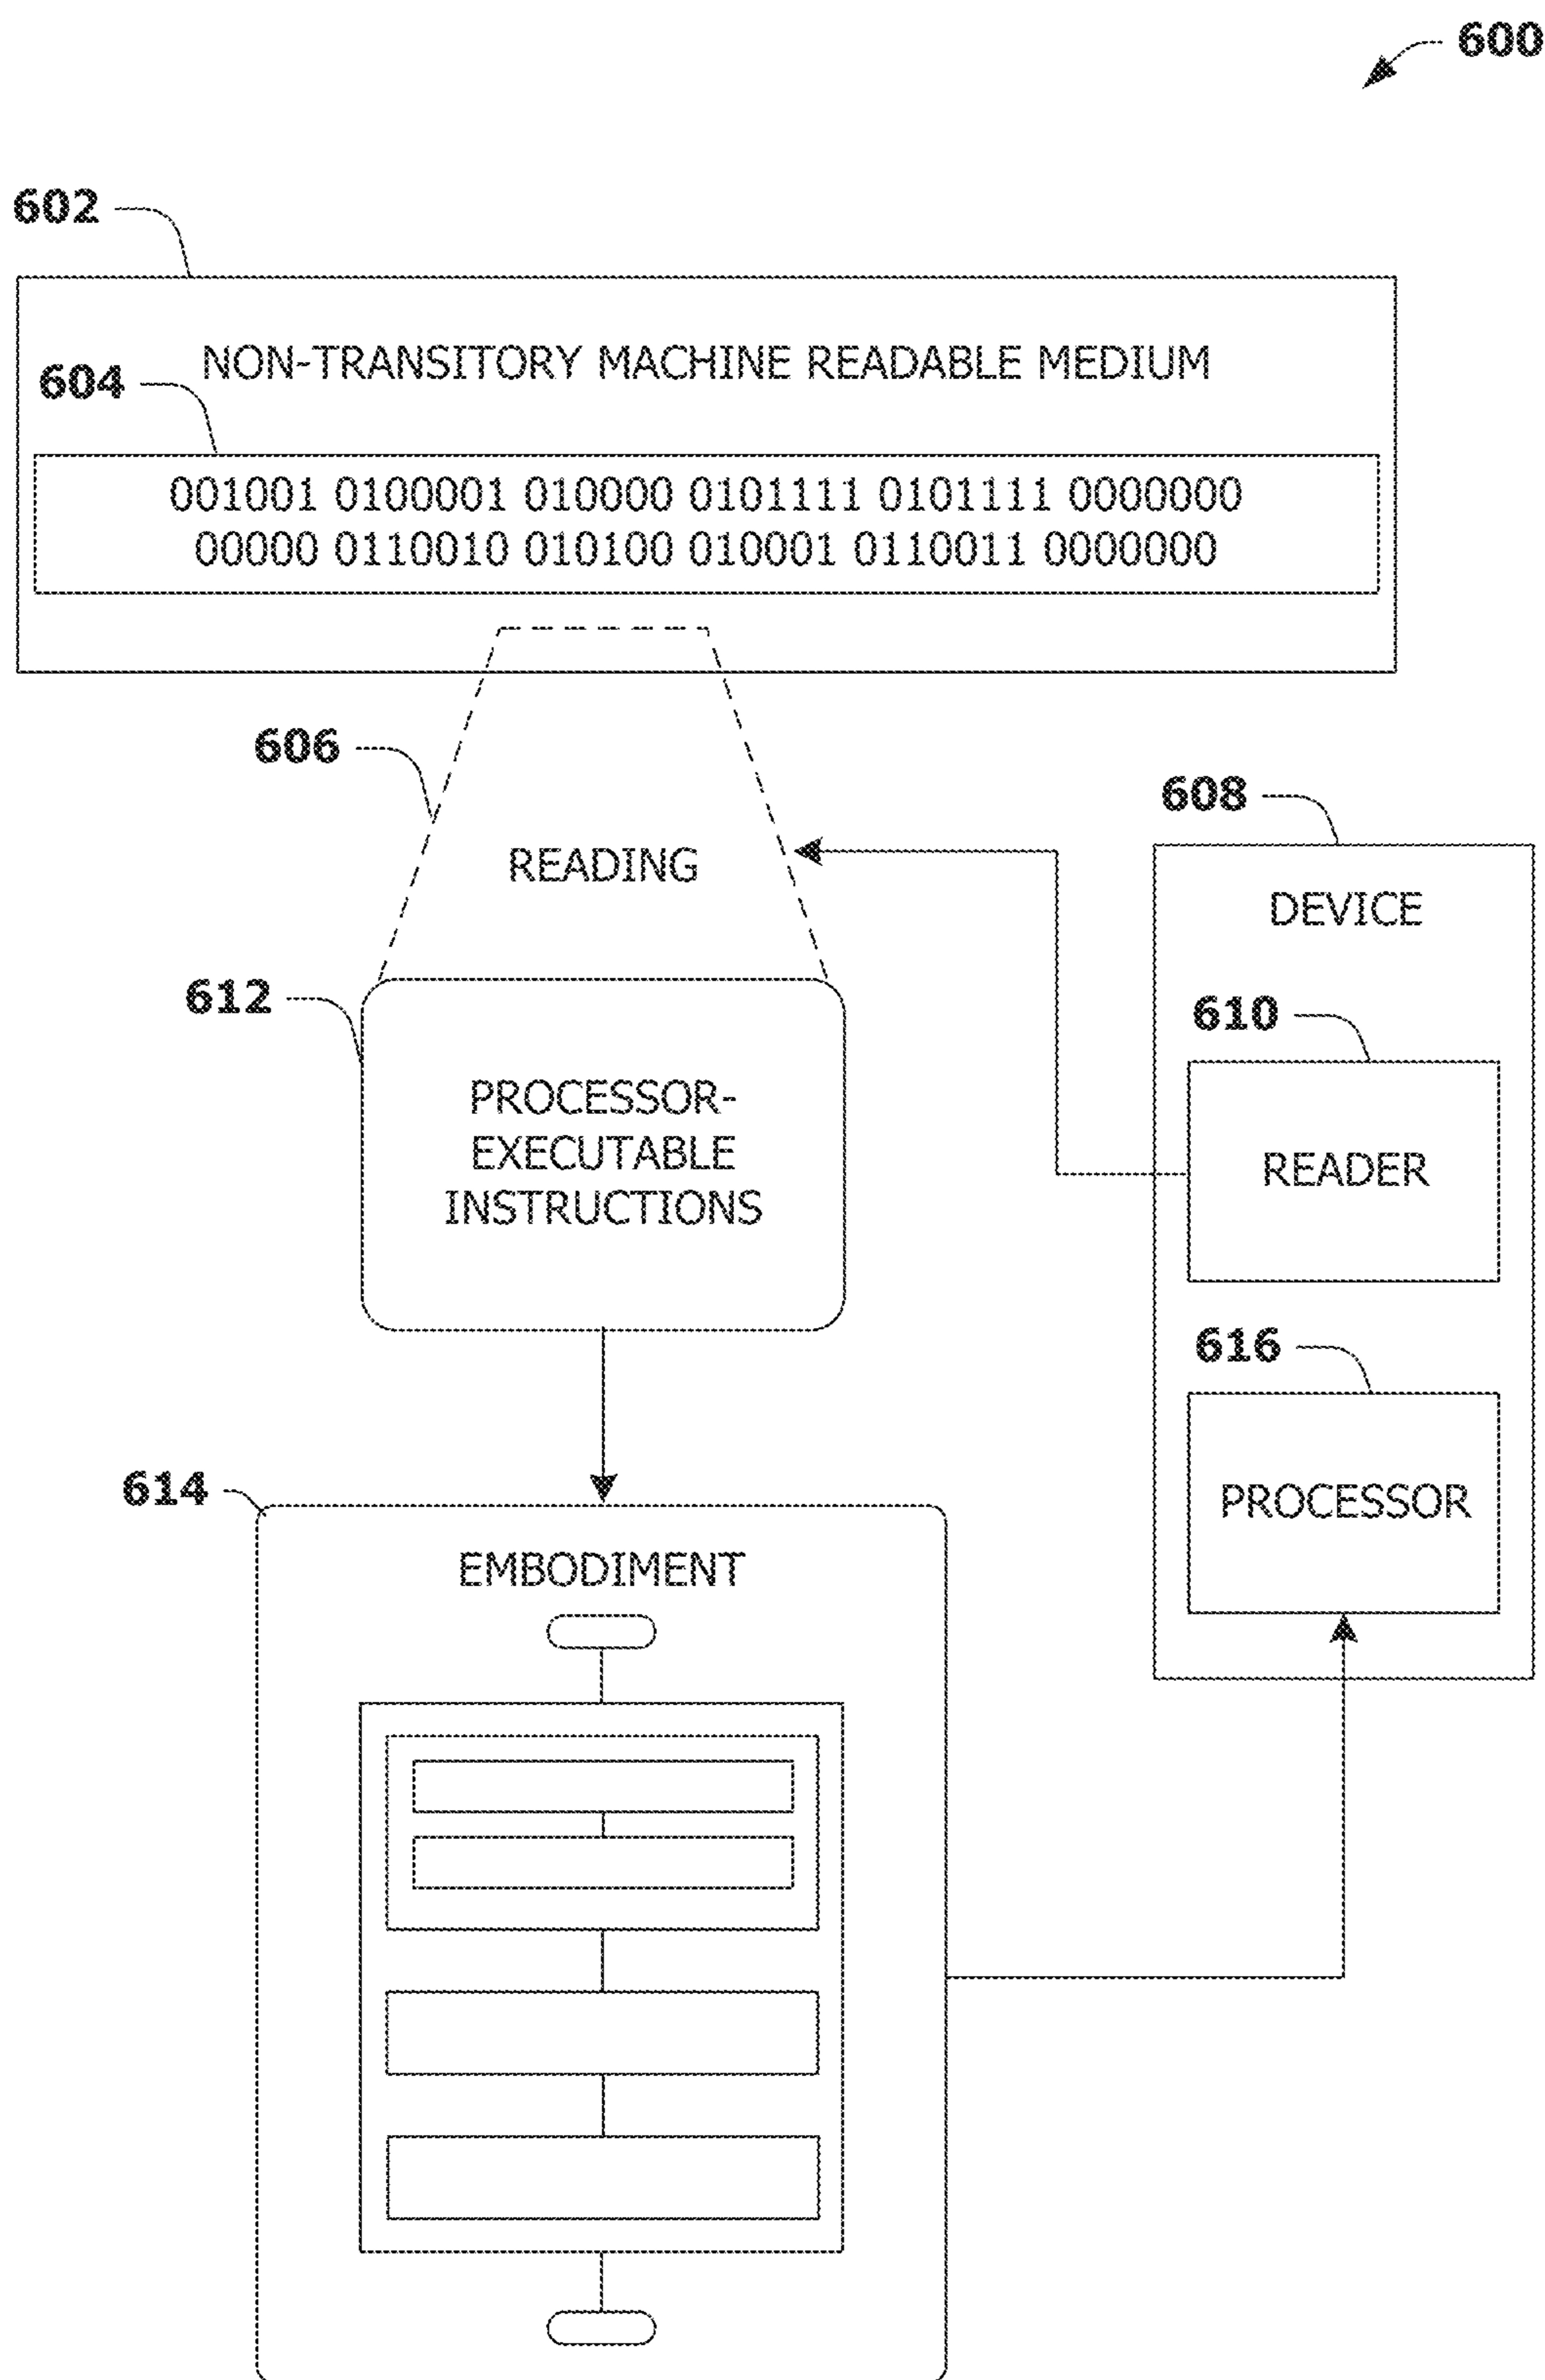 600
602
NON-TRANSITORY MACHINE READABLE MEDIUM
604
001001 0100001 010000 0101111 0101111 0000000
00000 0110010 010100 010001 0110011 0000000
606
READING
608
DEVICE
610
READER
612
PROCESSOR-
EXECUTABLE
INSTRUCTIONS
616
PROCESSOR
614
EMBODIMENT